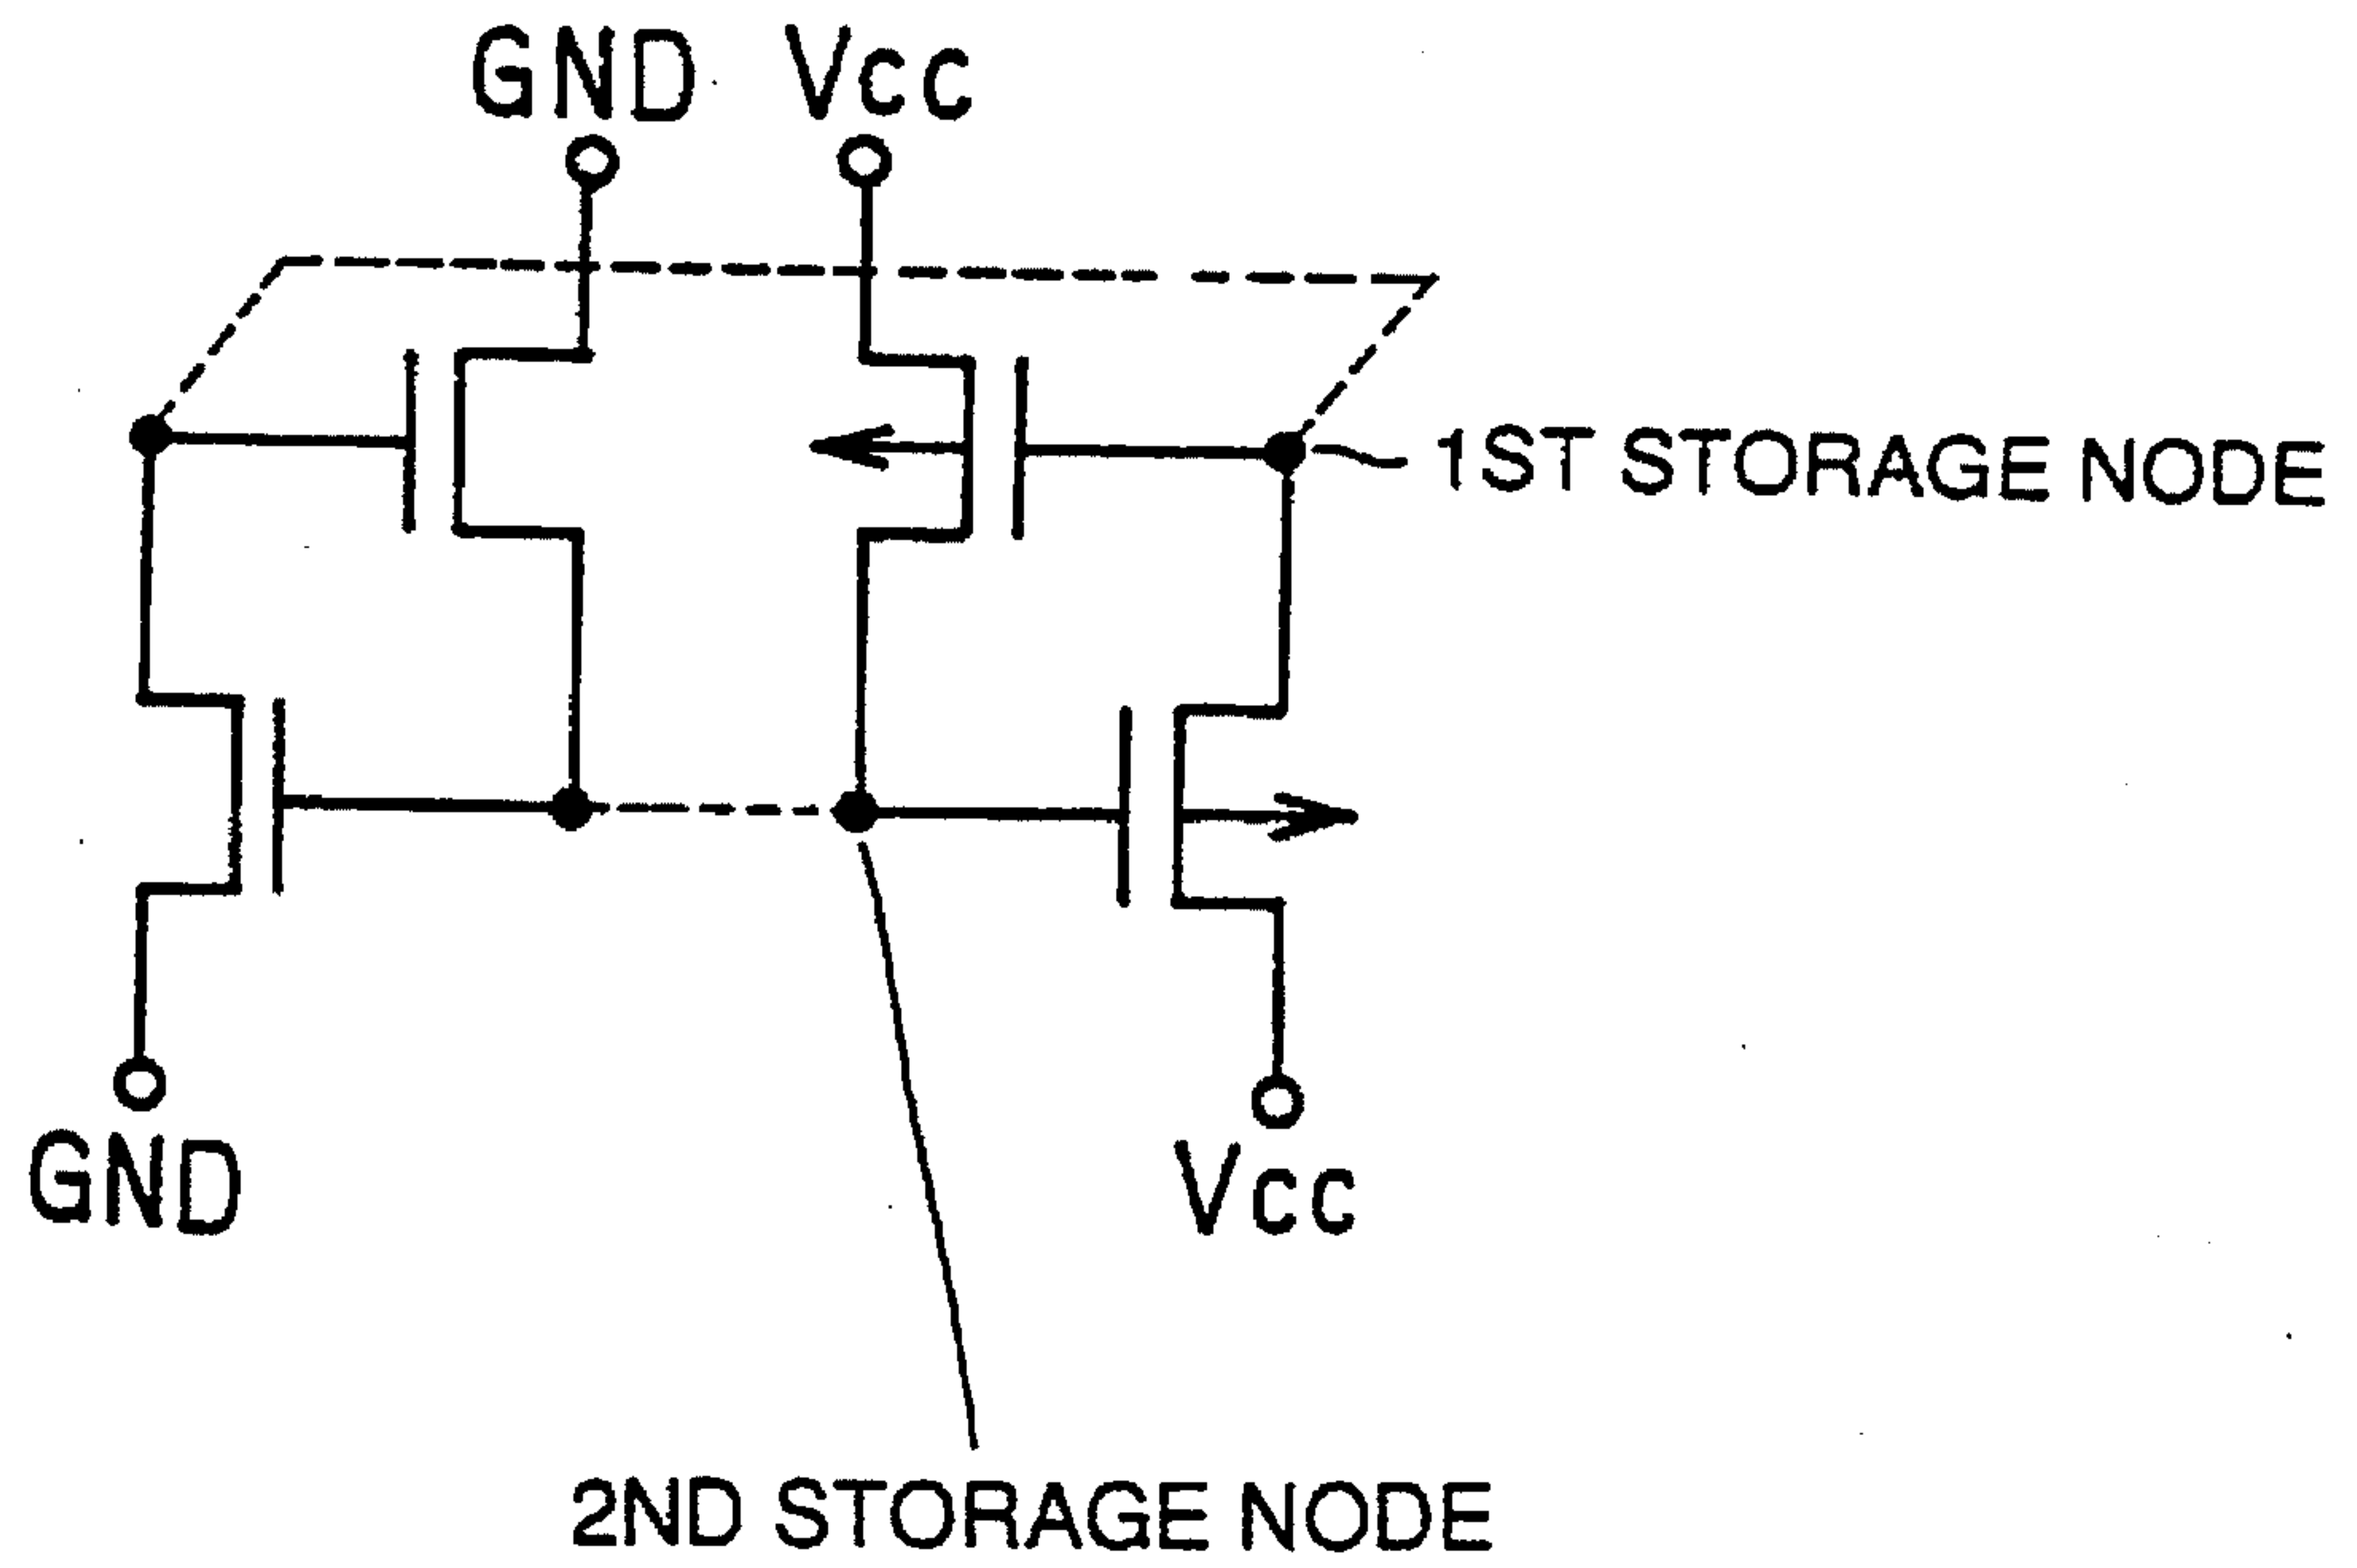 GND Vcc
1ST STORAGE NODE
GND
Vcc
2ND STORAGE NODE